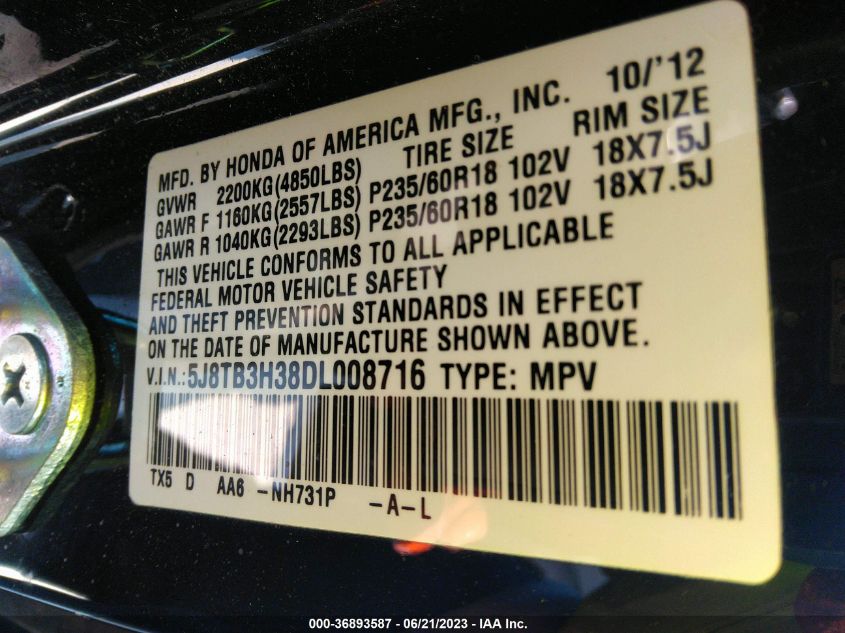 MFD. BY HONDA OF AMERICA MFG., INC. 10/'12
GVWR 2200KG(4850LBS) TIRE SIZE RIM SIZE
GAWR F 1160KG(2557LBS) P235/60R18 102V 18X7.5J
GAWR R 1040KG(2293LBS) P235/60R18 102V 18X7.5J
THIS VEHICLE CONFORMS TO ALL APPLICABLE
FEDERAL MOTOR VEHICLE SAFETY
AND THEFT PREVENTION STANDARDS IN EFFECT
ON THE DATE OF MANUFACTURE SHOWN ABOVE.
V.I.N.:5J8TB3H38DL008716 TYPE: MPV
TX5 D AA6 -NH731P -A-L
000-36893587 - 06/21/2023 - IAA Inc.